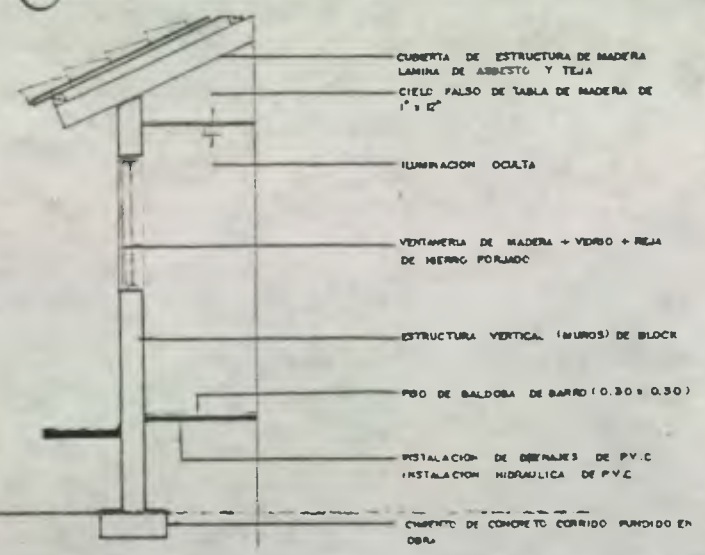 CUBIERTA DE ESTRUCTURA DE MADERA
LAMINA DE ASBESTO Y TEJA
CIELO FALSO DE TABLA DE MADERA DE
1" x 12"
ILUMINACION OCULTA
VENTANERIA DE MADERA + VIDRIO + REJA
DE HIERRO FORJADO
ESTRUCTURA VERTICAL (MUROS) DE BLOCK
PISO DE BALDOSA DE BARRO (0.30 x 0.30)
INSTALACION DE DRENAJES DE P.V.C
INSTALACION HIDRAULICA DE P.V.C
CIMIENTO DE CONCRETO CORRIDO FUNDIDO EN
OBRA